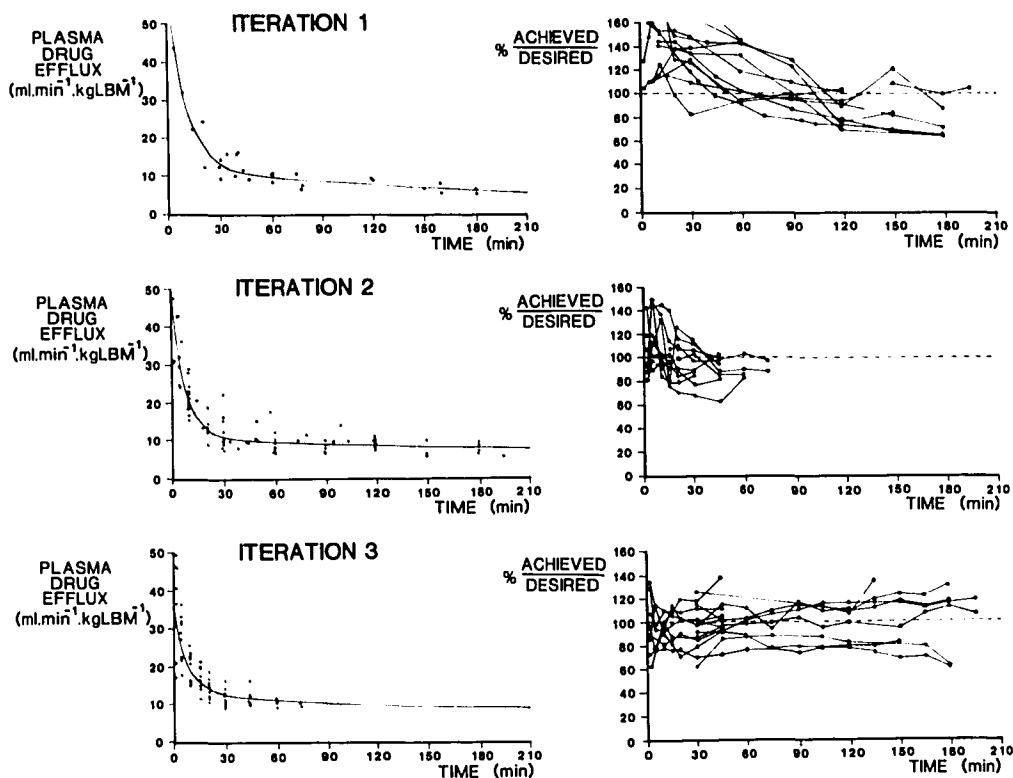 ITERATION 1
PLASMA
DRUG
EFFLUX
(ml.min⁻¹.kgLBM⁻¹)
50
40
30
20
10
0
0 30 60 90 120 150 180 210
TIME (min)
% ACHIEVED
DESIRED
160
140
120
100
80
60
40
20
0
0 30 60 90 120 150 180 210
TIME (min)
ITERATION 2
PLASMA
DRUG
EFFLUX
(ml.min⁻¹.kgLBM⁻¹)
50
40
30
20
10
0
0 30 60 90 120 150 180 210
TIME (min)
% ACHIEVED
DESIRED
160
140
120
100
80
60
40
20
0
0 30 60 90 120 150 180 210
TIME (min)
ITERATION 3
PLASMA
DRUG
EFFLUX
(ml.min⁻¹.kgLBM⁻¹)
50
40
30
20
10
0
0 30 60 90 120 150 180 210
TIME (min)
% ACHIEVED
DESIRED
160
140
120
100
80
60
40
20
0
0 30 60 90 120 150 180 210
TIME (min)